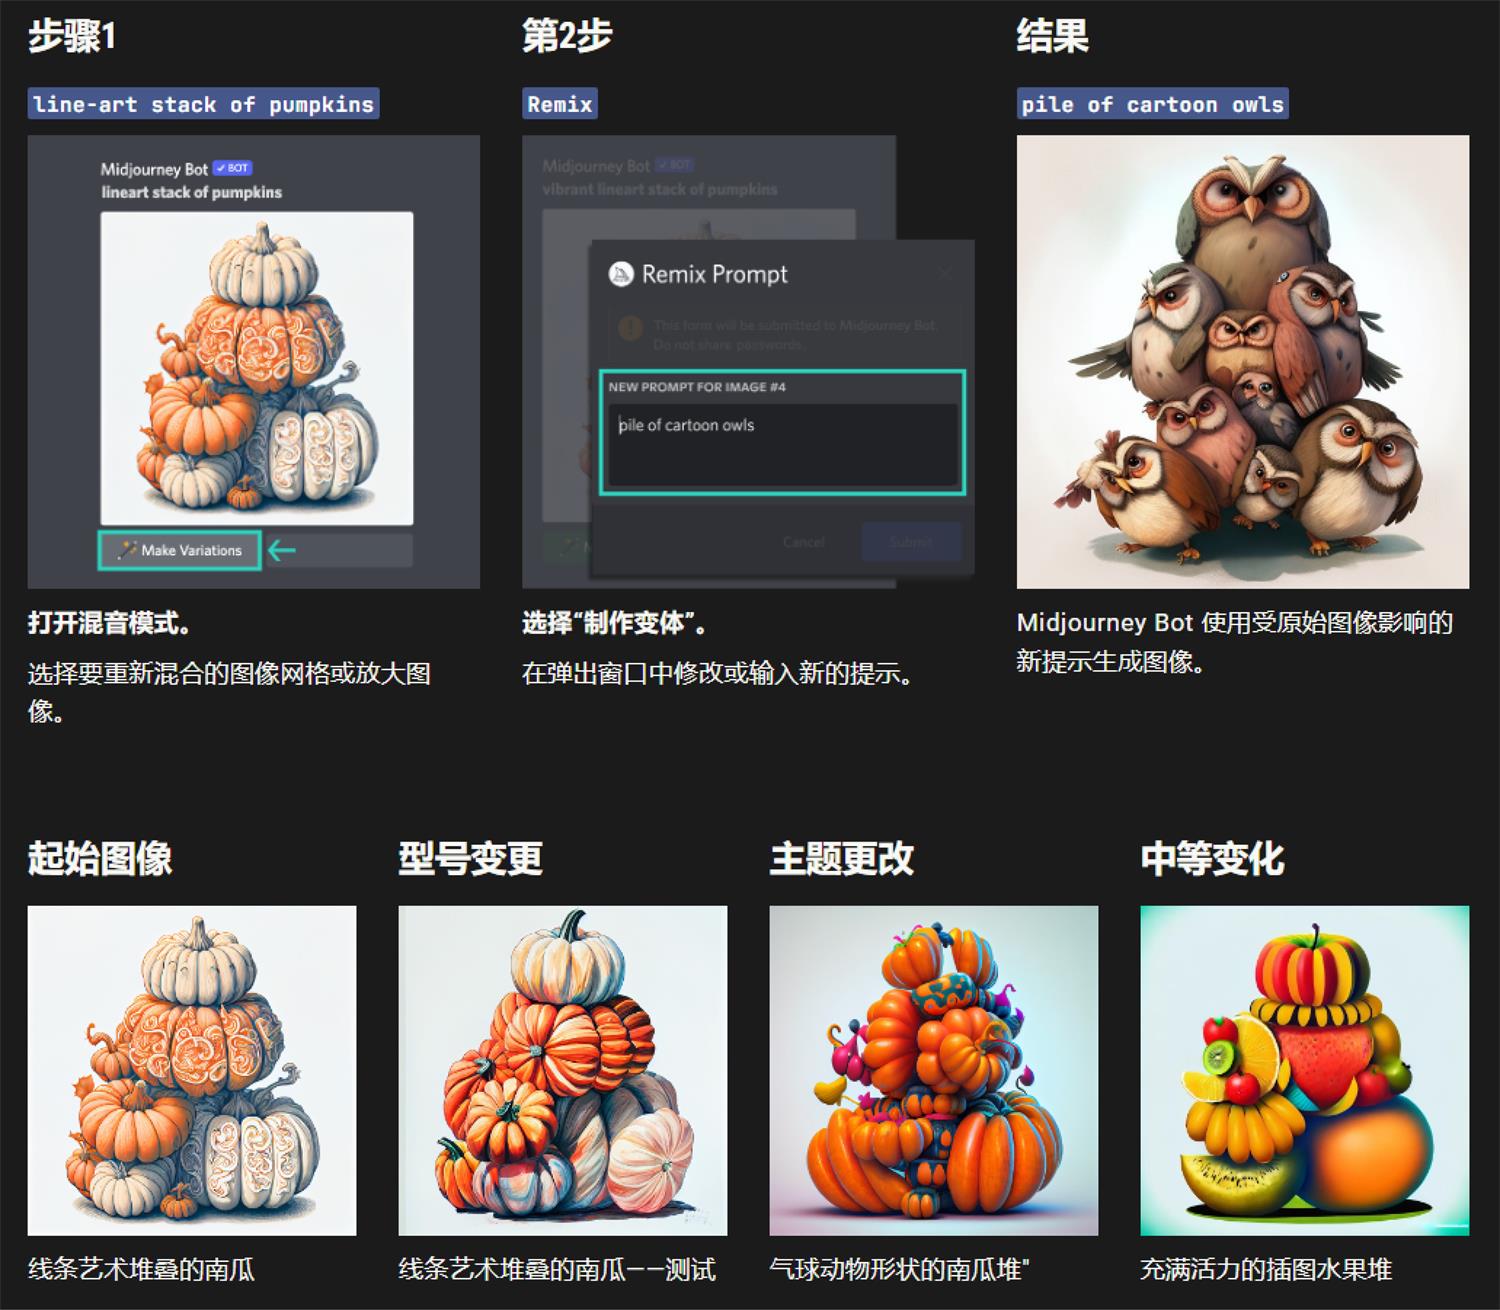 步骤1
line-art stack of pumpkins
Midjourney Bot ✓ BOT
lineart stack of pumpkins
Make Variations
打开混音模式。
选择要重新混合的图像网格或放大图
像。
第2步
Remix
Midjourney Bot ✓ BOT
vibrant lineart stack of pumpkins
Remix Prompt
This form will be submitted to Midjourney Bot.
Do not share passwords.
NEW PROMPT FOR IMAGE #4
pile of cartoon owls
Cancel
Submit
选择“制作变体”。
在弹出窗口中修改或输入新的提示。
结果
pile of cartoon owls
Midjourney Bot 使用受原始图像影响的
新提示生成图像。
起始图像
线条艺术堆叠的南瓜
型号变更
线条艺术堆叠的南瓜——测试
主题更改
气球动物形状的南瓜堆"
中等变化
充满活力的插图水果堆